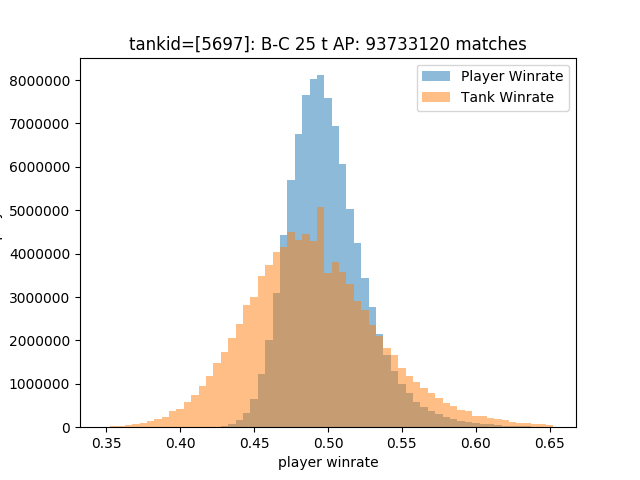 tankid=[5697]: B-C 25 t AP: 93733120 matches
Player Winrate
Tank Winrate
8000000
7000000
6000000
5000000
4000000
3000000
2000000
1000000
0
0.35 0.40 0.45 0.50 0.55 0.60 0.65
player winrate